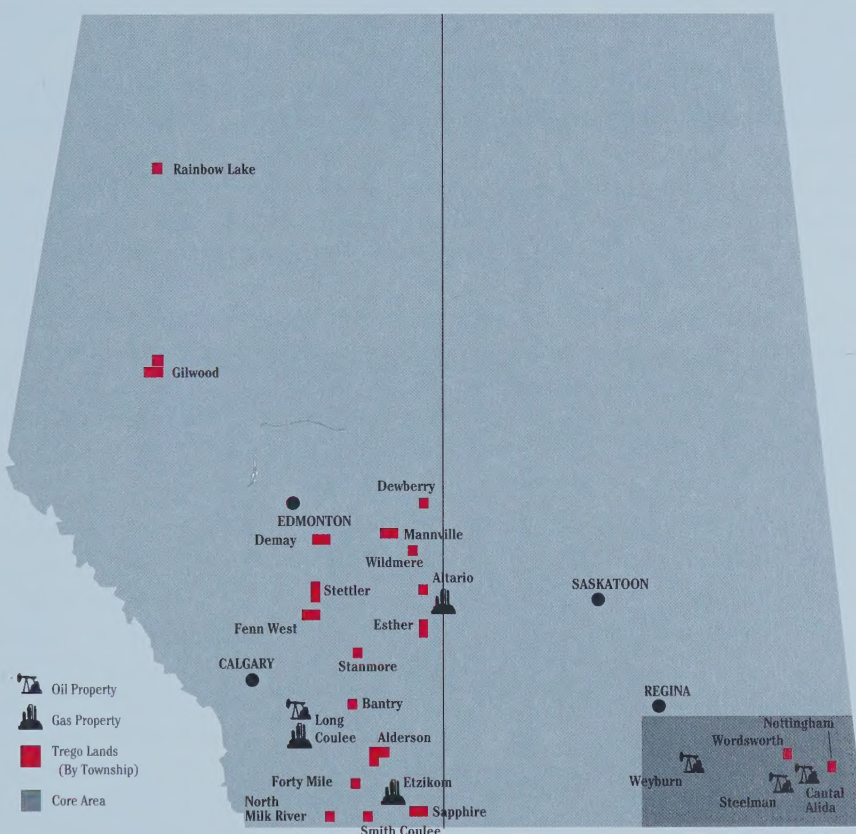 Rainbow Lake
Gilwood
Dewberry
EDMONTON
Mannville
Demay
Wildmere
Altario
Stettler
SASKATOON
Fenn West
Esther
Stanmore
CALGARY
Oil Property
Gas Property
Trego Lands
(By Township)
Core Area
Bantry
REGINA
Long
Coulee
Nottingham
Wordsworth
Alderson
Weyburn
Forty Mile
Etzikom
Steelman
Cantal
Alida
North
Milk River
Sapphire
Smith Coulee